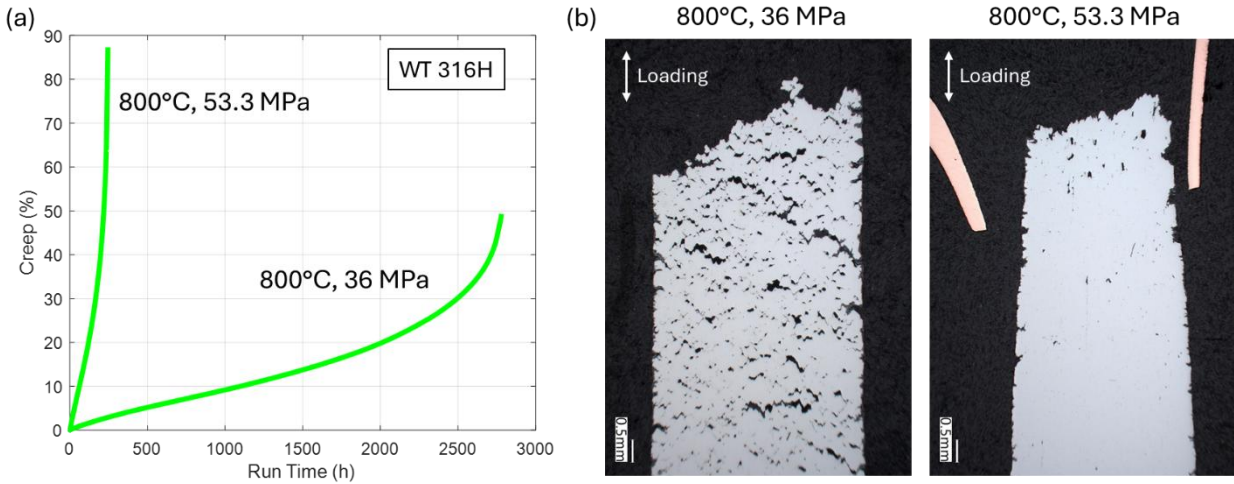 (a)
90
80
70
60
50
40
30
20
10
0
Creep (%)
WT 316H
800°C, 53.3 MPa
800°C, 36 MPa
0 500 1000 1500 2000 2500 3000
Run Time (h)
(b)
800°C, 36 MPa
Loading
0.5mm
800°C, 53.3 MPa
Loading
0.5mm